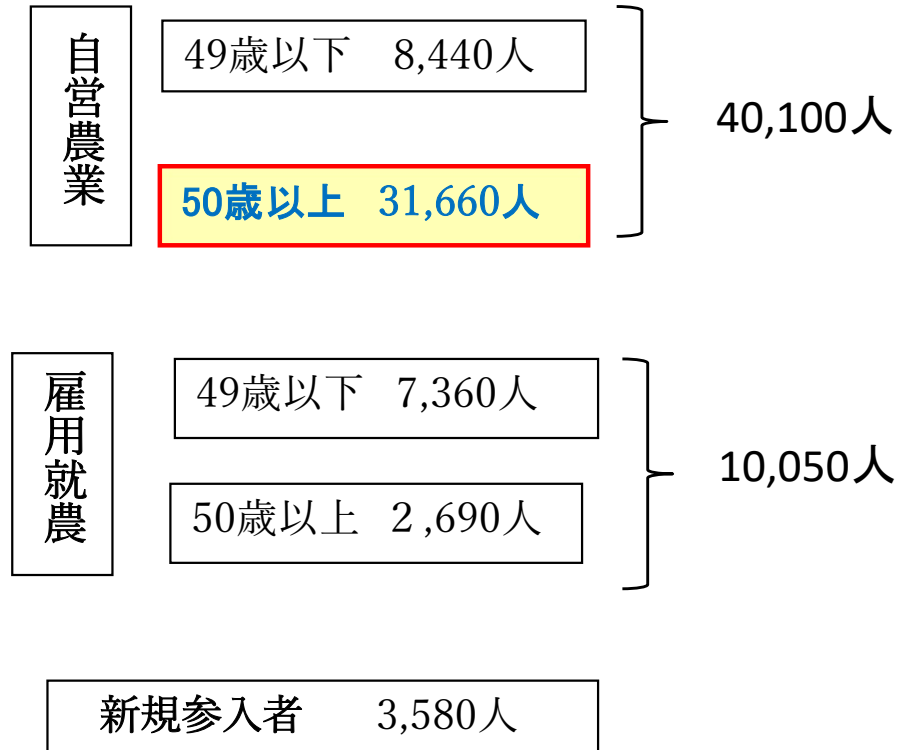 自営農業
49歳以下 8,440人
50歳以上 31,660人
40,100人
雇用就農
49歳以下 7,360人
50歳以上 ２,690人
10,050人
新規参入者 3,580人